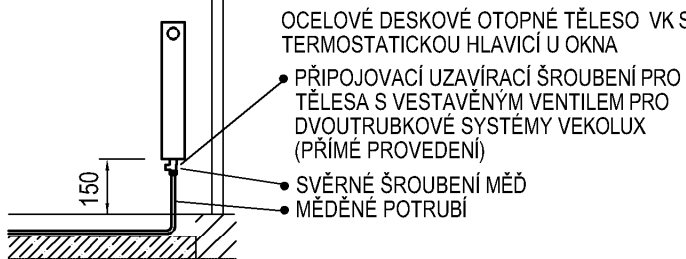 OCELOVÉ DESKOVÉ OTOPNÉ TĚLESO VK S
TERMOSTATICKOU HLAVICÍ U OKNA
PŘIPOJOVACÍ UZAVÍRACÍ ŠROUBENÍ PRO
TĚLESA S VESTAVĚNÝM VENTILEM PRO
DVOUTRUBKOVÉ SYSTÉMY VEKOLUX
(PŘÍMÉ PROVEDENÍ)
SVĚRNÉ ŠROUBENÍ MĚĎ
MĚDĚNÉ POTRUBÍ
150